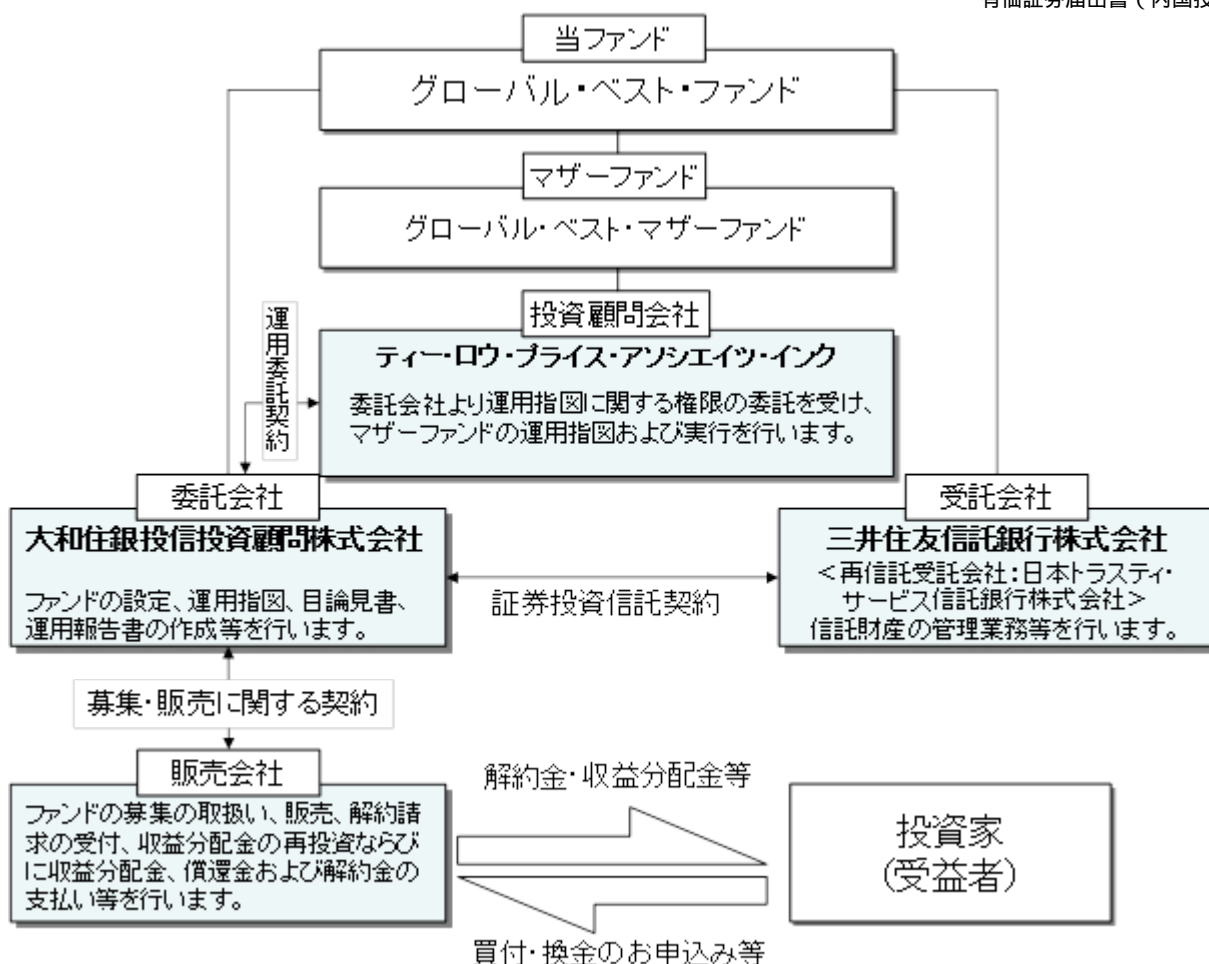 有価証券届出書(内国投
当ファンド
グローバル・ベスト・ファンド
マザーファンド
グローバル・ベスト・マザーファンド
投資顧問会社
ティー・ロウ・プライス・アソシエイツ・インク
委託会社より運用指図に関する権限の委託を受け、
マザーファンドの運用指図および実行を行います。
運用委託契約
委託会社
大和住銀投信投資顧問株式会社
ファンドの設定、運用指図、目論見書、
運用報告書の作成等を行います。
証券投資信託契約
受託会社
三井住友信託銀行株式会社
<再信託受託会社:日本トラスティ・
サービス信託銀行株式会社>
信託財産の管理業務等を行います。
募集・販売に関する契約
販売会社
ファンドの募集の取扱い、販売、解約請
求の受付、収益分配金の再投資ならび
に収益分配金、償還金および解約金の
支払い等を行います。
解約金・収益分配金等
買付・換金のお申込み等
投資家
(受益者)